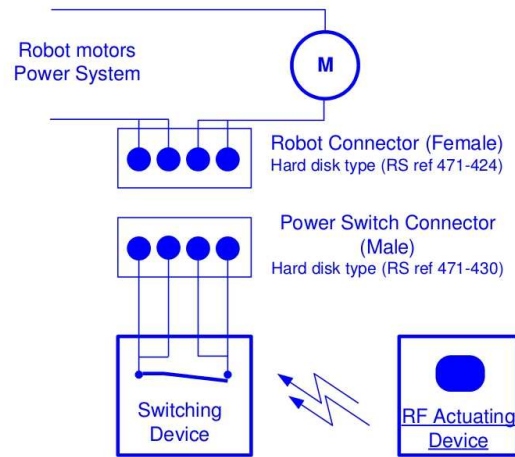 Robot motors
Power System
M
Robot Connector (Female)
Hard disk type (RS ref 471-424)
Power Switch Connector
(Male)
Hard disk type (RS ref 471-430)
Switching
Device
RF Actuating
Device